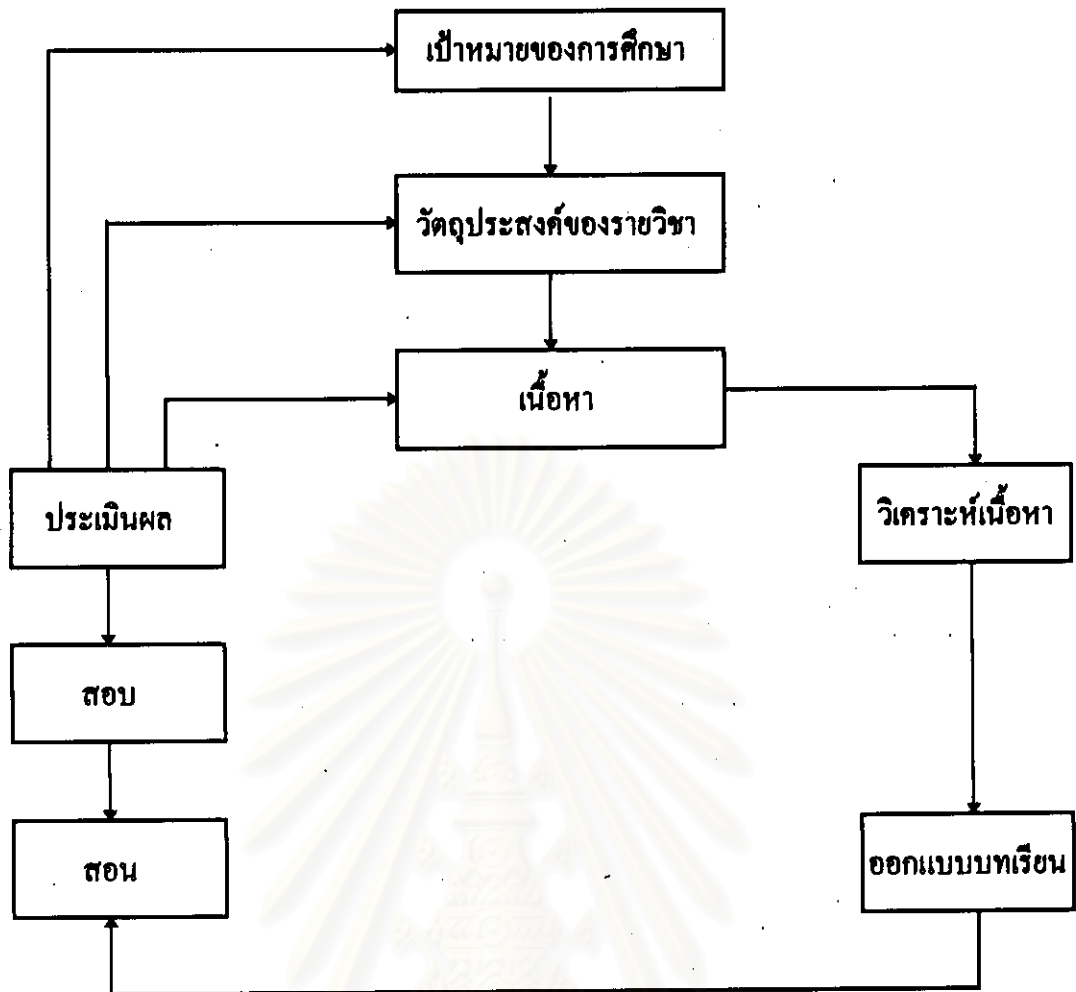 เป้าหมายของการศึกษา
วัตถุประสงค์ของรายวิชา
เนื้อหา
ประเมินผล
วิเคราะห์เนื้อหา
สอบ
สอน
ออกแบบบทเรียน